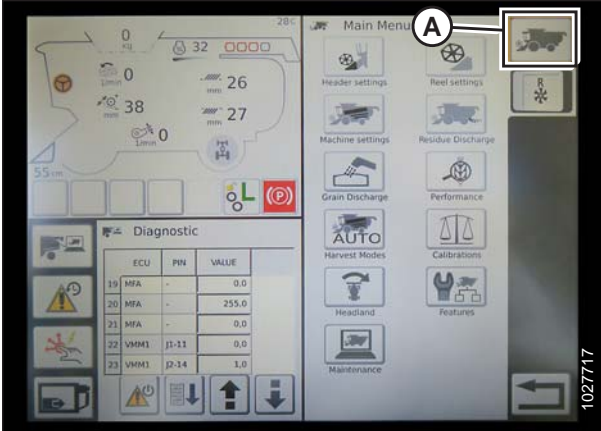 28c
Main Menu
A
0
kg
32
0
1/min
26
mm
38
mm
27
mm
0
1/min
R
55 cm
L
(P)
Header settings
Reel settings
Machine settings
Residue Discharge
Grain Discharge
Performance
AUTO
Harvest Modes
Calibrations
Headland
Features
Maintenance
Diagnostic
ECU PIN VALUE
19 MFA - 0,0
20 MFA - 255,0
21 MFA - 0,0
22 VMM1 J1-11 0,0
23 VMM1 J2-14 1,0
1027717